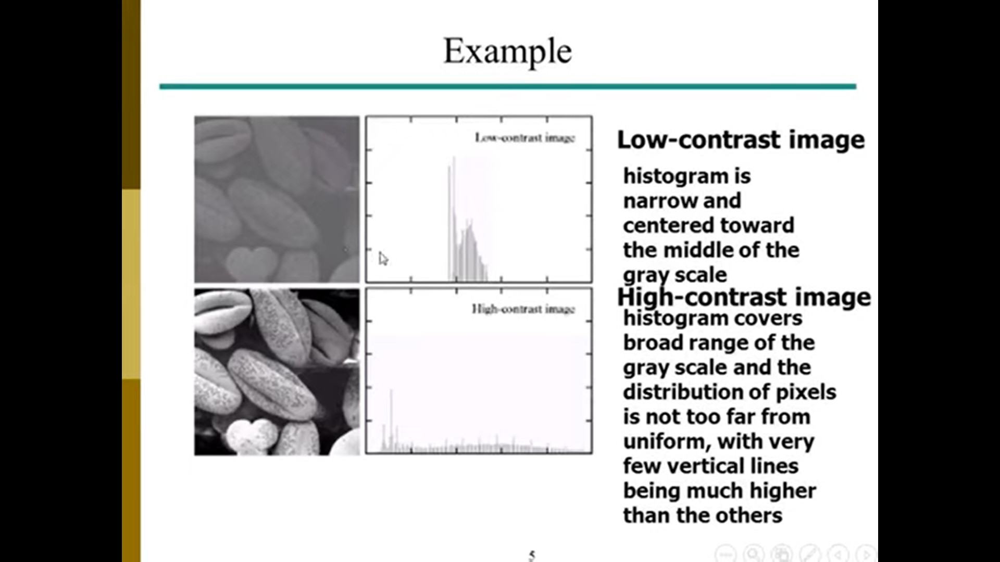 Example
Low-contrast image
Low-contrast image
histogram is
narrow and
centered toward
the middle of the
gray scale
High-contrast image
High-contrast image
histogram covers
broad range of the
gray scale and the
distribution of pixels
is not too far from
uniform, with very
few vertical lines
being much higher
than the others
5